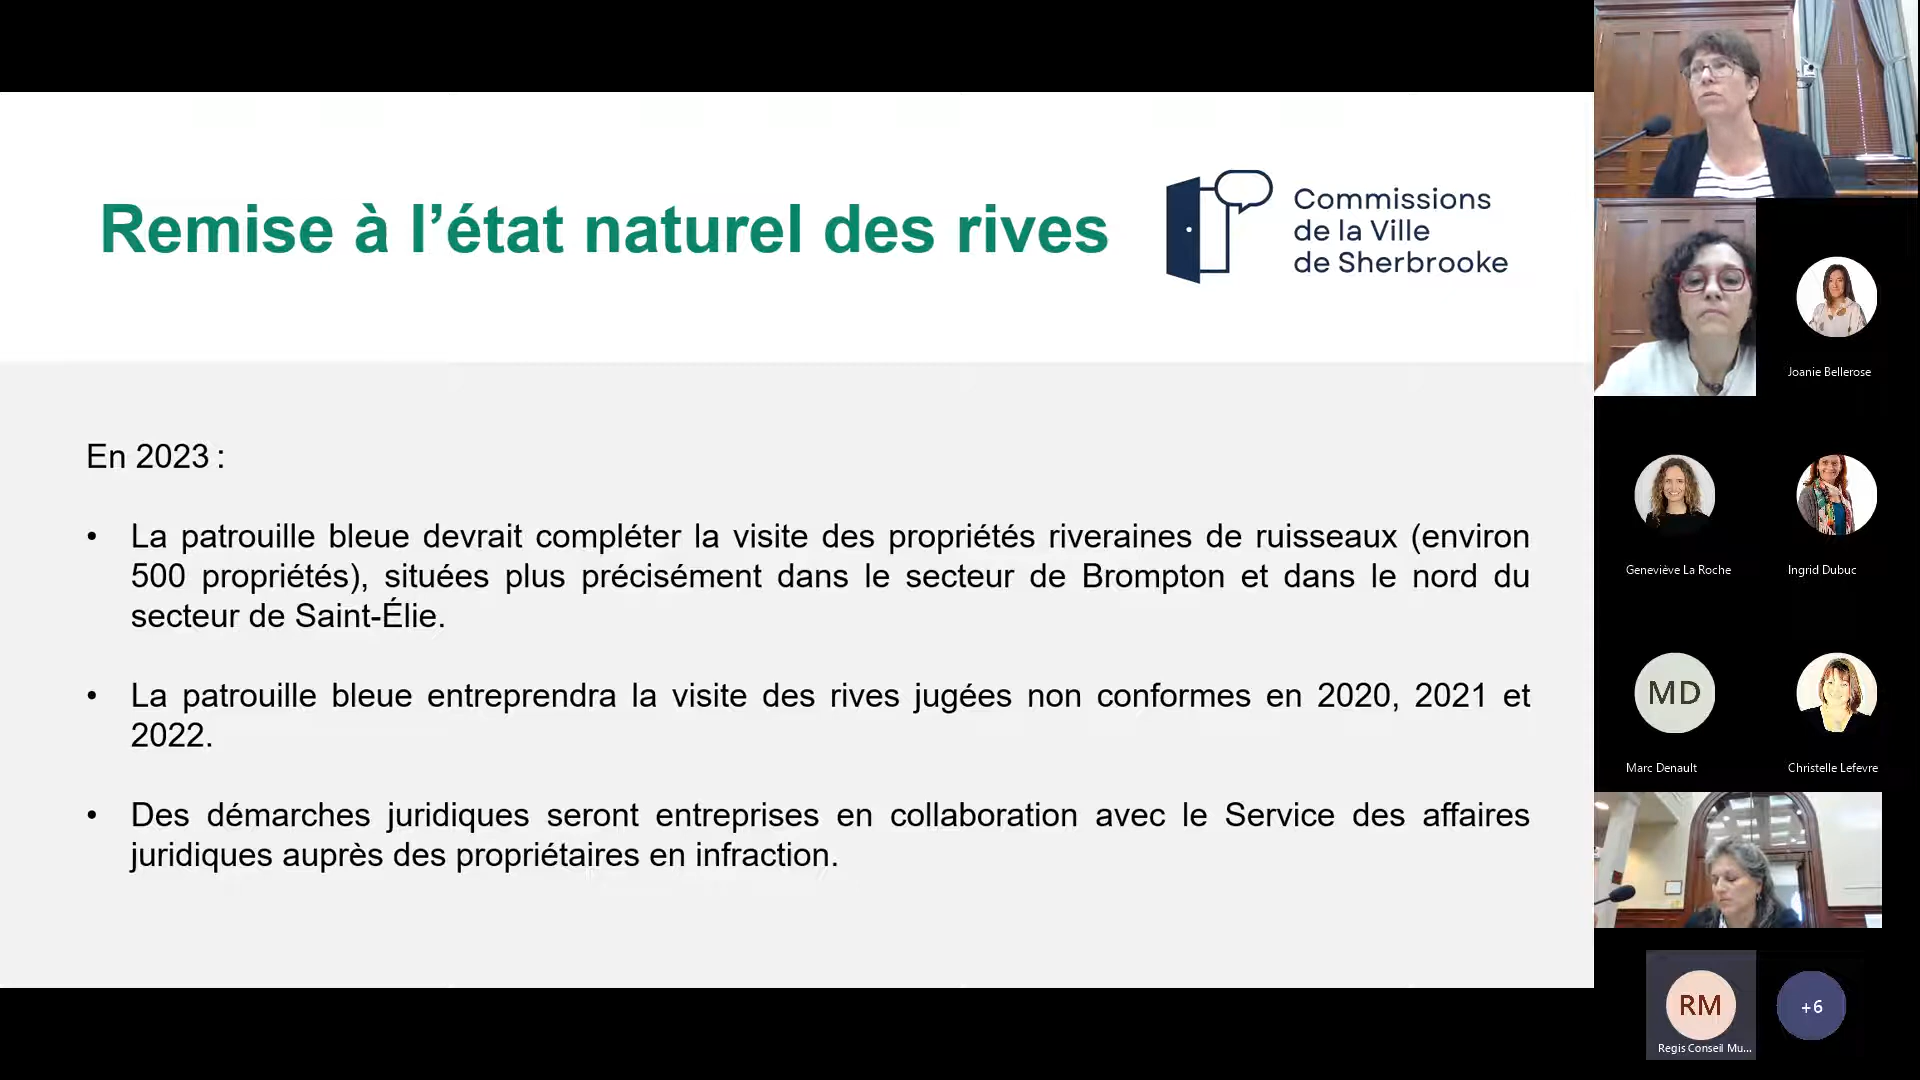 Remise à l’état naturel des rives
Commissions
de la Ville
de Sherbrooke
En 2023 :
• La patrouille bleue devrait compléter la visite des propriétés riveraines de ruisseaux (environ
500 propriétés), situées plus précisément dans le secteur de Brompton et dans le nord du
secteur de Saint-Élie.
• La patrouille bleue entreprendra la visite des rives jugées non conformes en 2020, 2021 et
2022.
• Des démarches juridiques seront entreprises en collaboration avec le Service des affaires
juridiques auprès des propriétaires en infraction.
Joanie Bellerose
Geneviève La Roche
Ingrid Dubuc
MD
Marc Denault
Christelle Lefevre
RM
Regis Conseil Mu...
+6